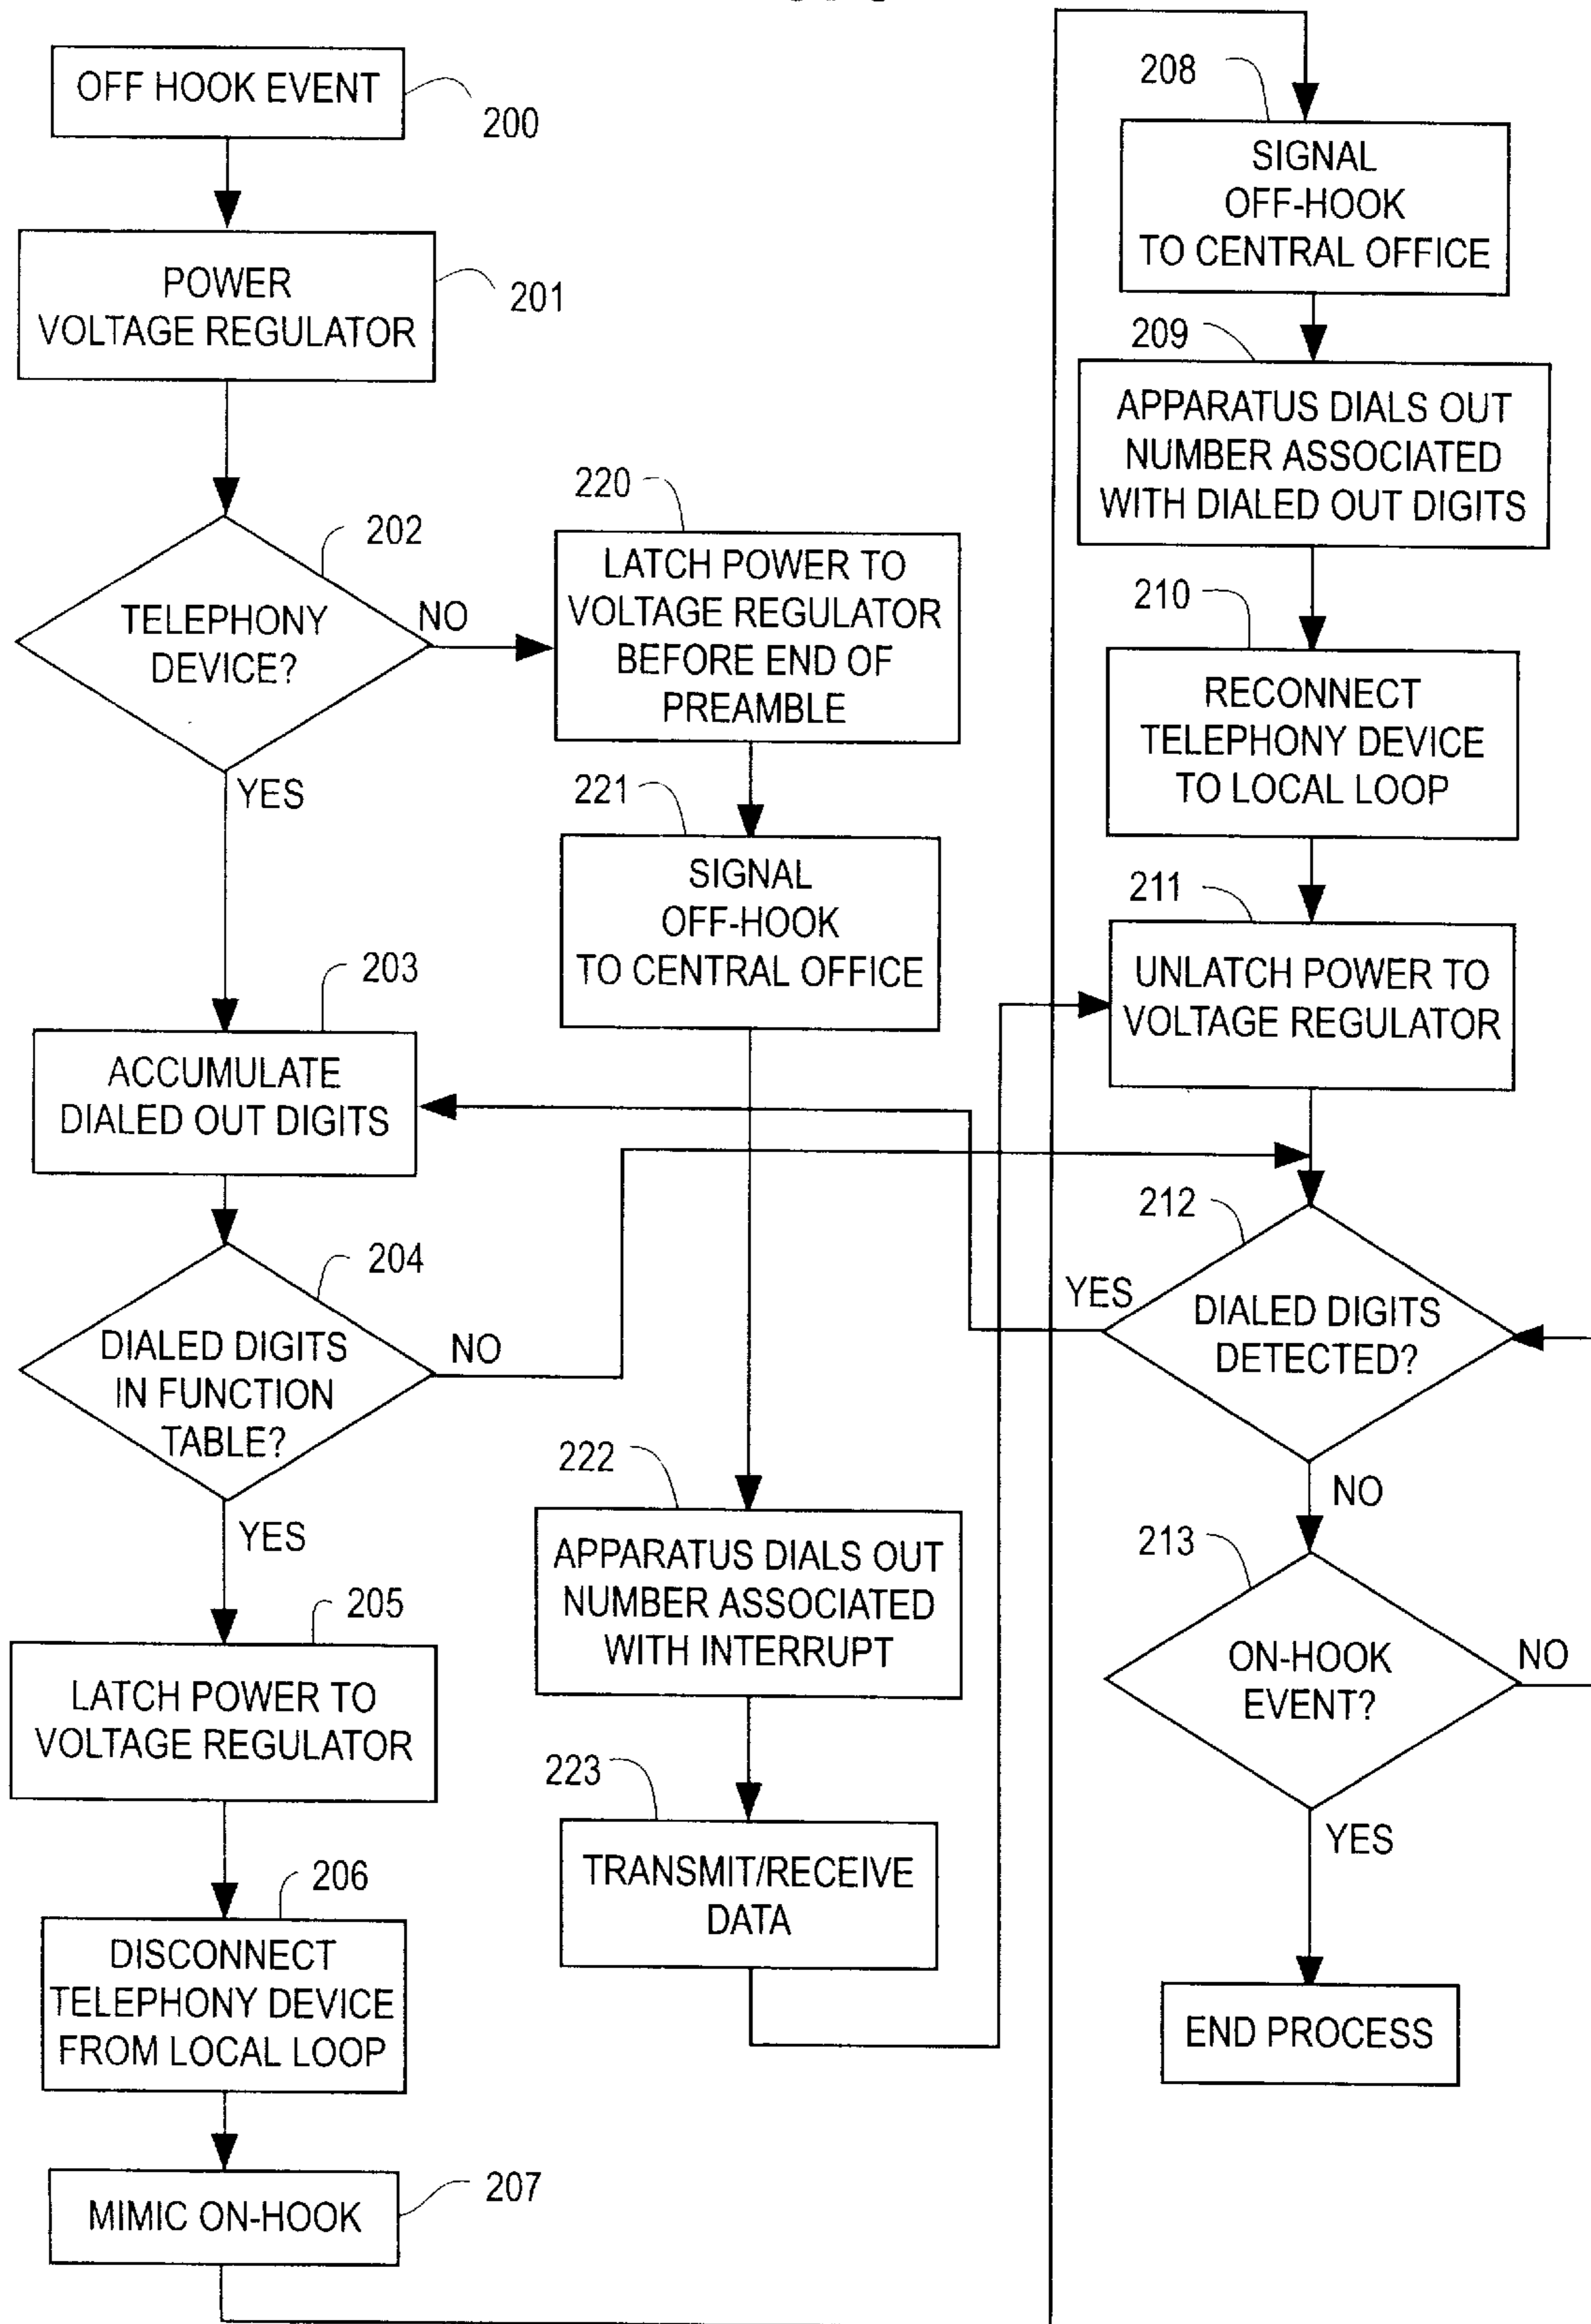 OFF HOOK EVENT
200
POWER
VOLTAGE REGULATOR
201
202
TELEPHONY
DEVICE?
NO
YES
203
ACCUMULATE
DIALED OUT DIGITS
204
DIALED DIGITS
IN FUNCTION
TABLE?
NO
YES
205
LATCH POWER TO
VOLTAGE REGULATOR
206
DISCONNECT
TELEPHONY DEVICE
FROM LOCAL LOOP
MIMIC ON-HOOK
207
220
LATCH POWER TO
VOLTAGE REGULATOR
BEFORE END OF
PREAMBLE
221
SIGNAL
OFF-HOOK
TO CENTRAL OFFICE
222
APPARATUS DIALS OUT
NUMBER ASSOCIATED
WITH INTERRUPT
223
TRANSMIT/RECEIVE
DATA
208
SIGNAL
OFF-HOOK
TO CENTRAL OFFICE
209
APPARATUS DIALS OUT
NUMBER ASSOCIATED
WITH DIALED OUT DIGITS
210
RECONNECT
TELEPHONY DEVICE
TO LOCAL LOOP
211
UNLATCH POWER TO
VOLTAGE REGULATOR
212
YES
DIALED DIGITS
DETECTED?
NO
213
ON-HOOK
EVENT?
NO
YES
END PROCESS